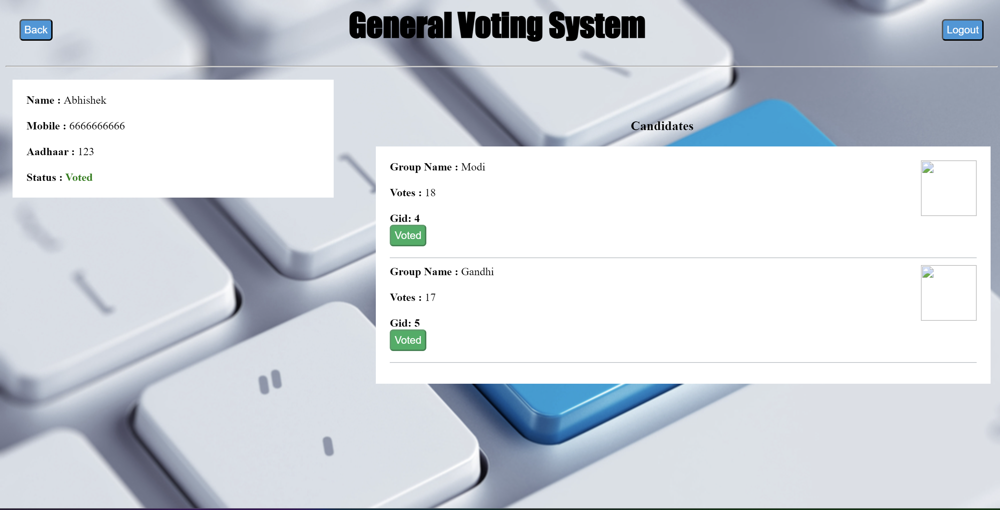 Back
General Voting System
Logout
Name : Abhishek
Mobile : 6666666666
Aadhaar : 123
Status : Voted
Candidates
Group Name : Modi
Votes : 18
Gid: 4
Voted
Group Name : Gandhi
Votes : 17
Gid: 5
Voted